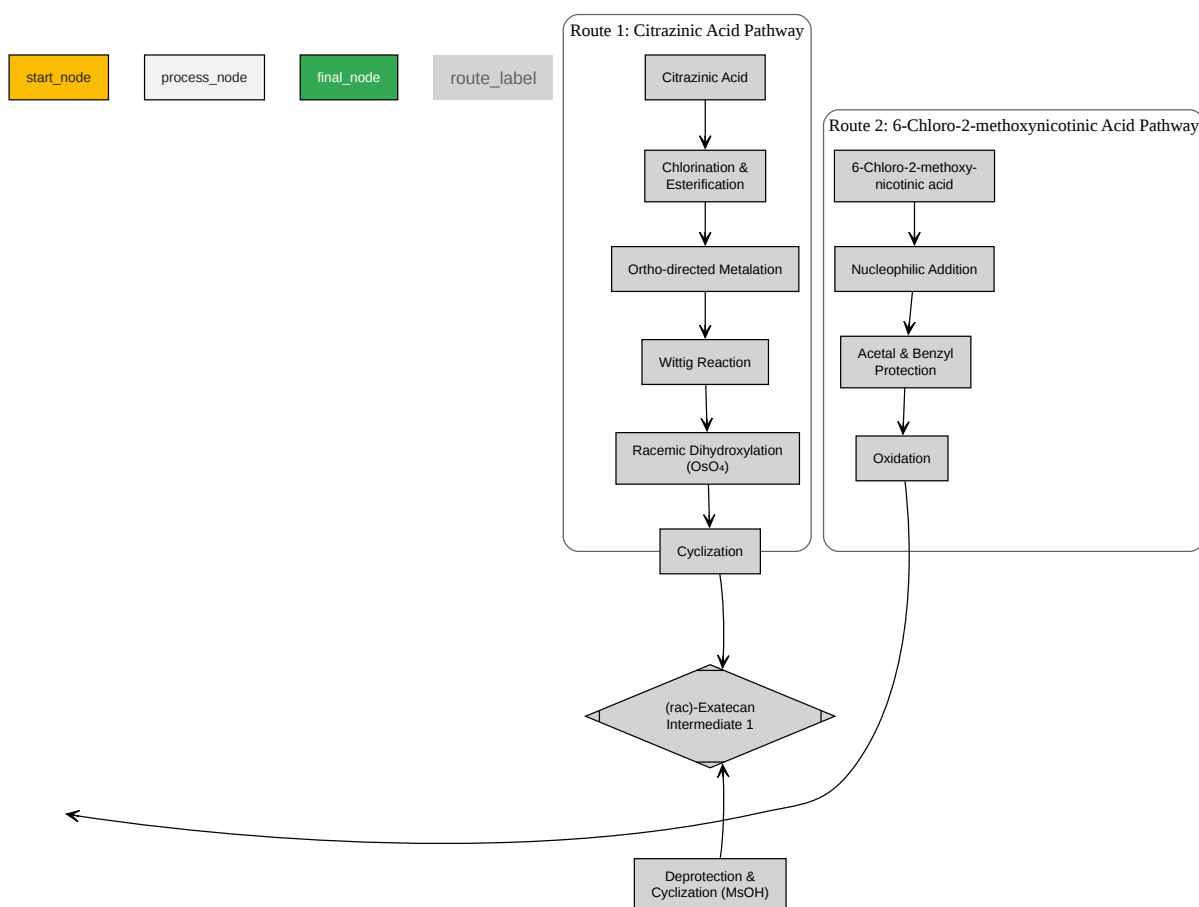 start_node
process_node
final_node
route_label
Route 1: Citrazinic Acid Pathway
Citrazinic Acid
Chlorination &
Esterification
Ortho-directed Metalation
Wittig Reaction
Racemic Dihydroxylation
(OsO₄)
Cyclization
Route 2: 6-Chloro-2-methoxynicotinic Acid Pathway
6-Chloro-2-methoxy-
nicotinic acid
Nucleophilic Addition
Acetal & Benzyl
Protection
Oxidation
(rac)-Exatecan
Intermediate 1
Deprotection &
Cyclization (MsOH)